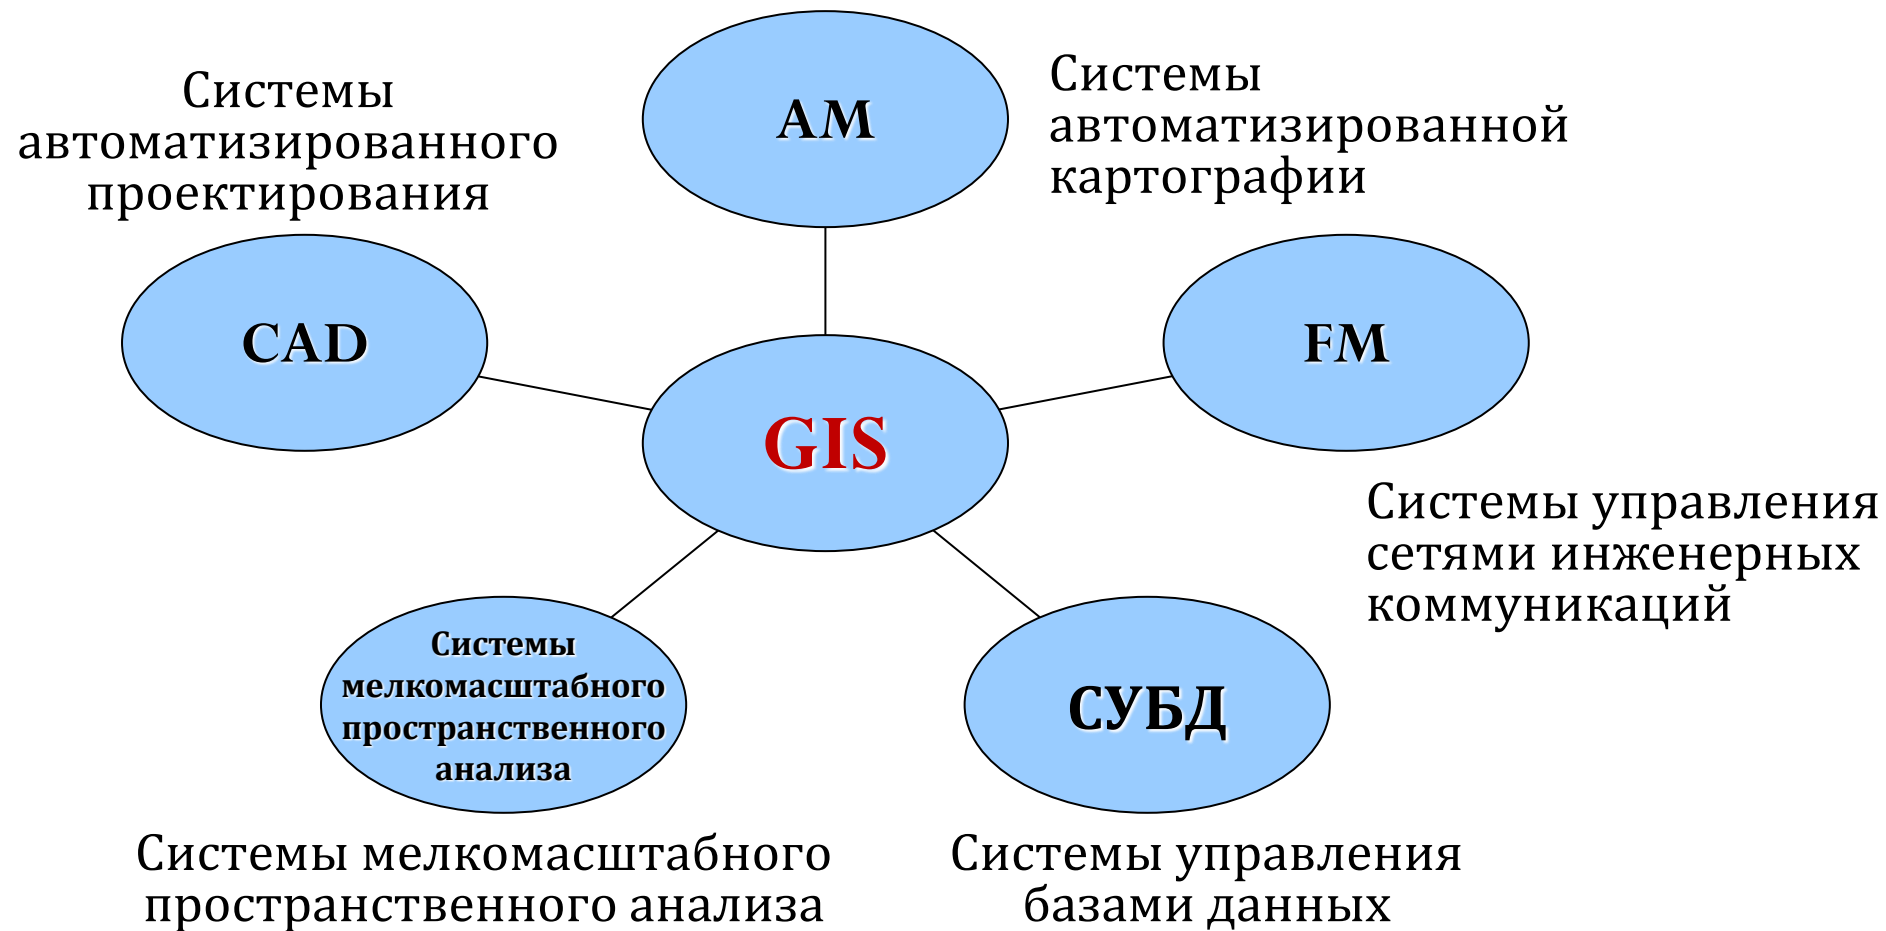 Системы
автоматизированного
проектирования
AM
Системы
автоматизированной
картографии
CAD
FM
GIS
Системы управления
сетями инженерных
коммуникаций
Системы
мелкомасштабного
пространственного
анализа
СУБД
Системы мелкомасштабного
пространственного анализа
Системы управления
базами данных